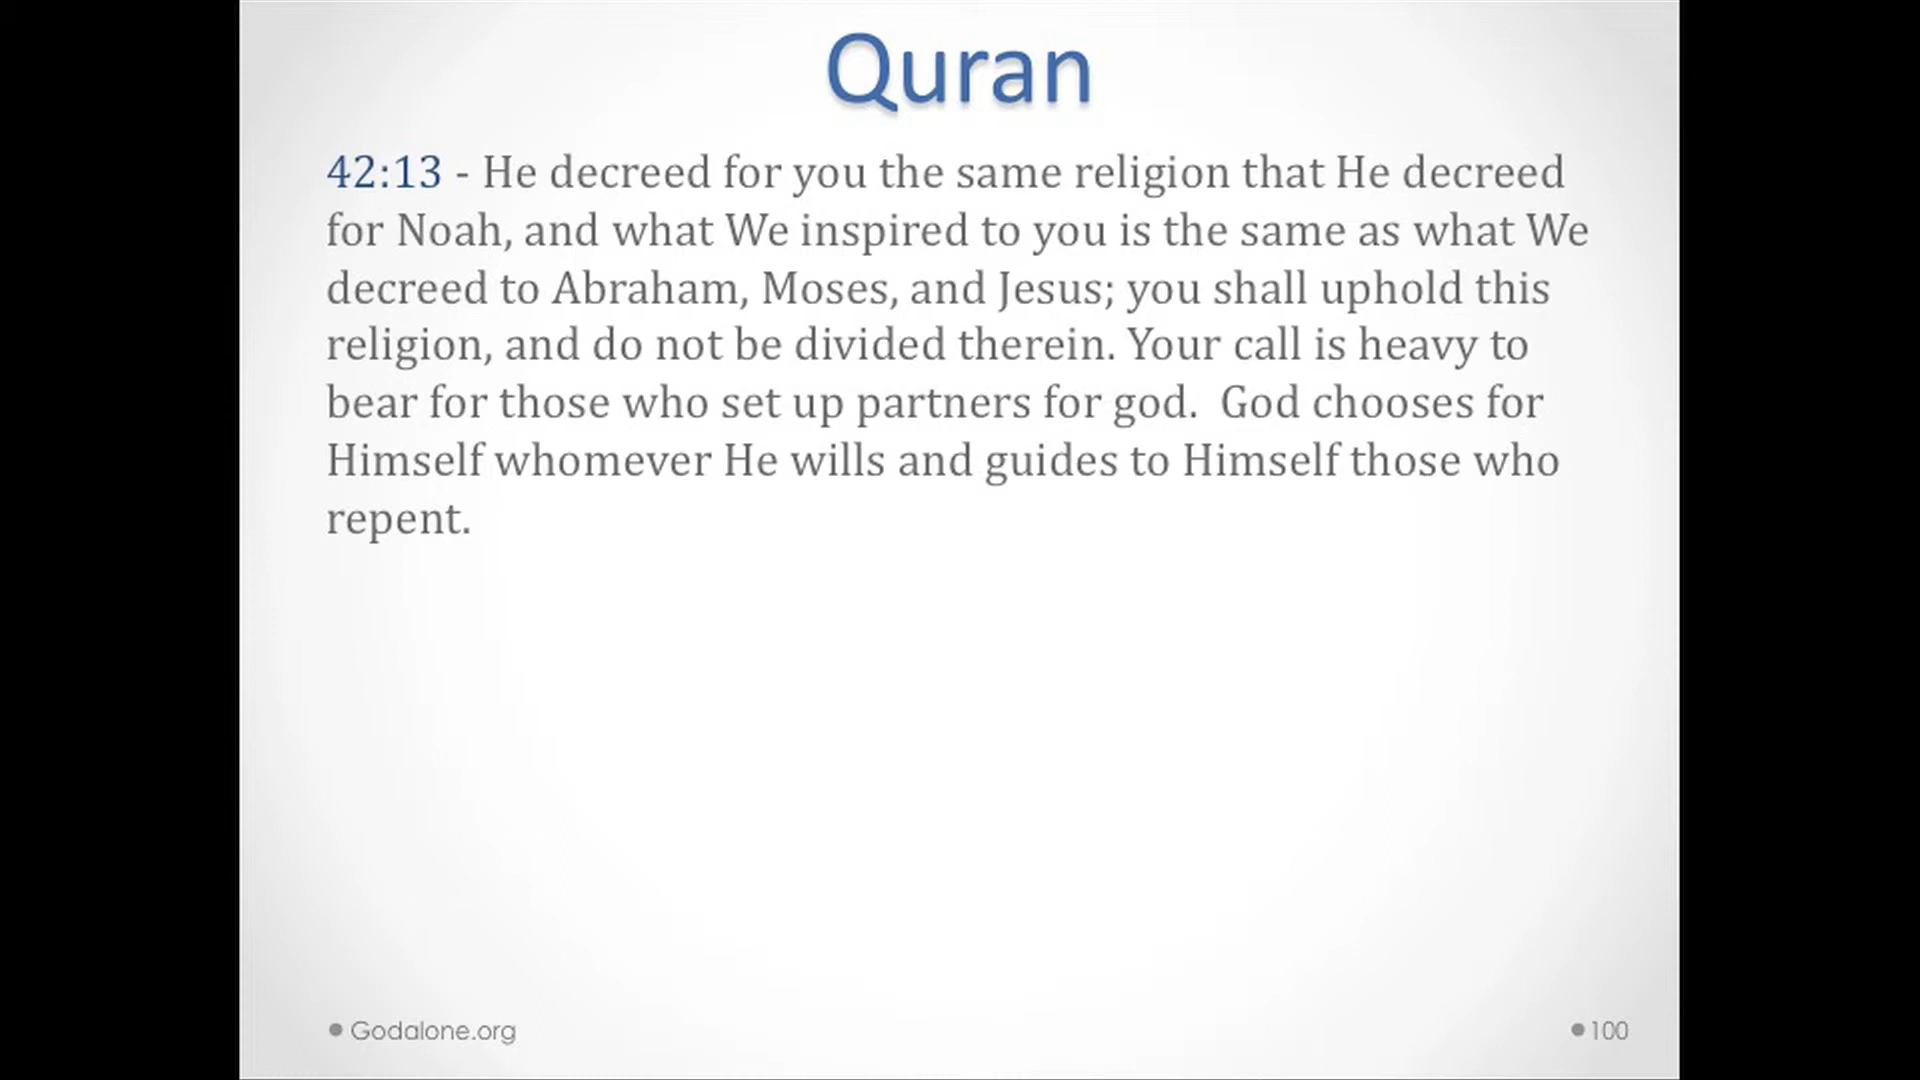 Quran
42:13 - He decreed for you the same religion that He decreed
for Noah, and what We inspired to you is the same as what We
decreed to Abraham, Moses, and Jesus; you shall uphold this
religion, and do not be divided therein. Your call is heavy to
bear for those who set up partners for god.  God chooses for
Himself whomever He wills and guides to Himself those who
repent.
• Godalone.org
• 100